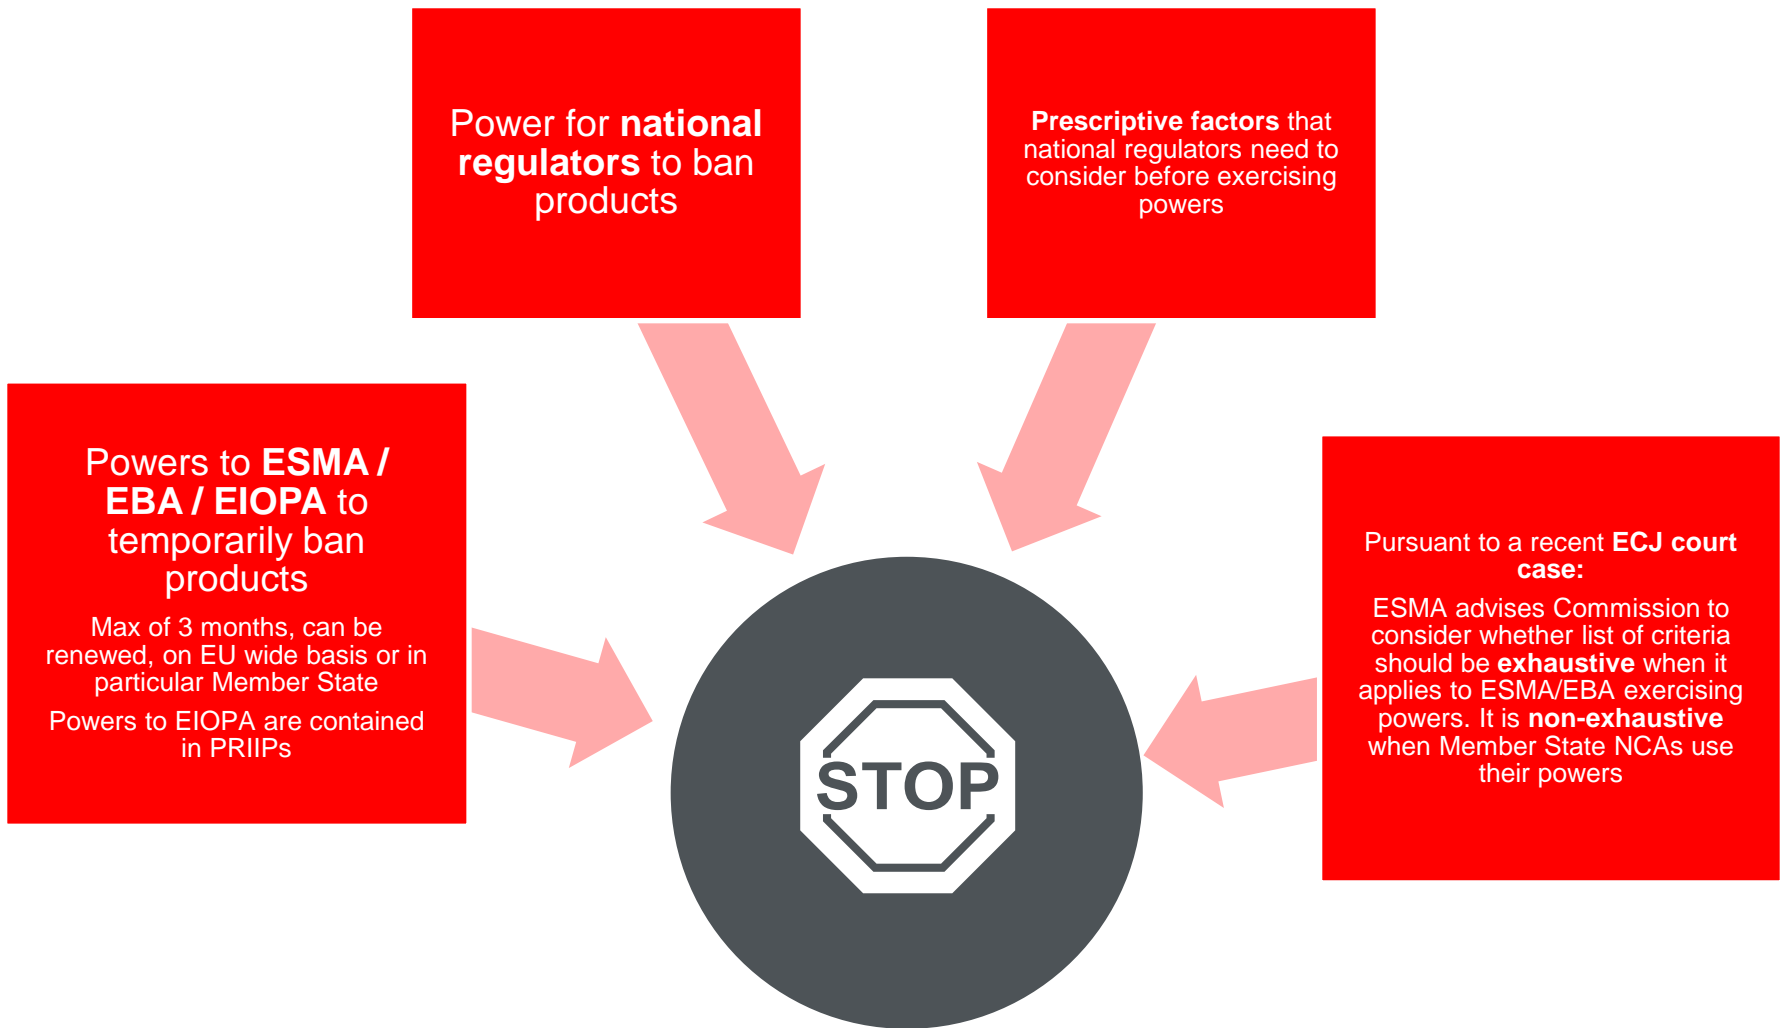 Power for national
regulators to ban
products
Prescriptive factors that
national regulators need to
consider before exercising
powers
Powers to ESMA /
EBA / EIOPA to
temporarily ban
products
Max of 3 months, can be
renewed, on EU wide basis or in
particular Member State
Powers to EIOPA are contained
in PRIIPs
Pursuant to a recent ECJ court
case:
ESMA advises Commission to
consider whether list of criteria
should be exhaustive when it
applies to ESMA/EBA exercising
powers. It is non-exhaustive
when Member State NCAs use
their powers
STOP